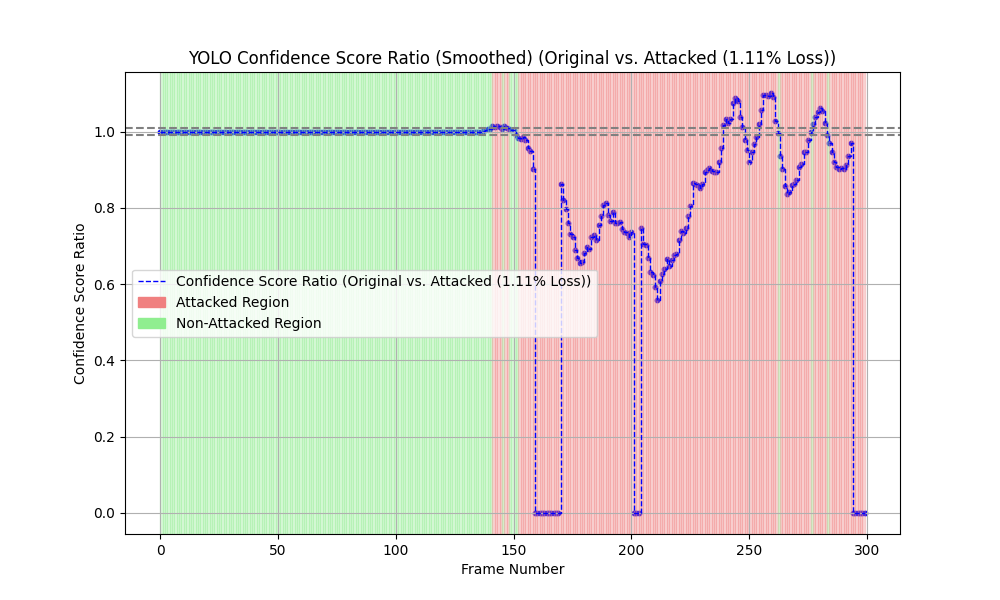 YOLO Confidence Score Ratio (Smoothed) (Original vs. Attacked (1.11% Loss))
1.0
0.8
0.6
0.4
0.2
0.0
Confidence Score Ratio
Confidence Score Ratio (Original vs. Attacked (1.11% Loss))
Attacked Region
Non-Attacked Region
0 50 100 150 200 250 300
Frame Number